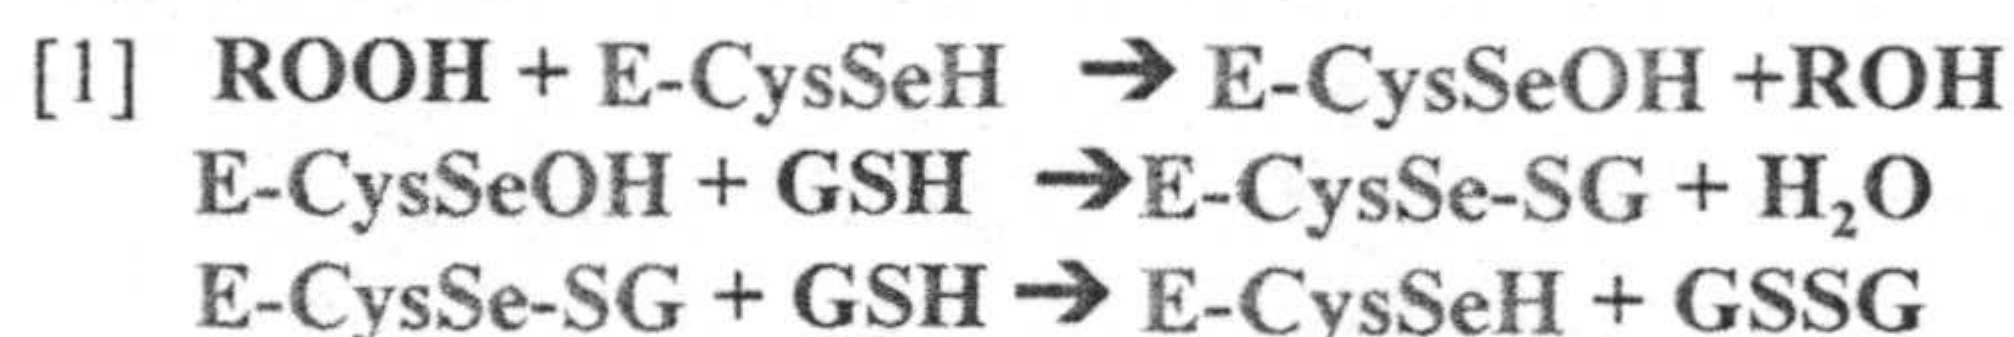 [1] ROOH + E-CysSeH ➔ E-CysSeOH +ROH
E-CysSeOH + GSH ➔E-CysSe-SG + H₂O
E-CysSe-SG + GSH ➔ E-CysSeH + GSSG